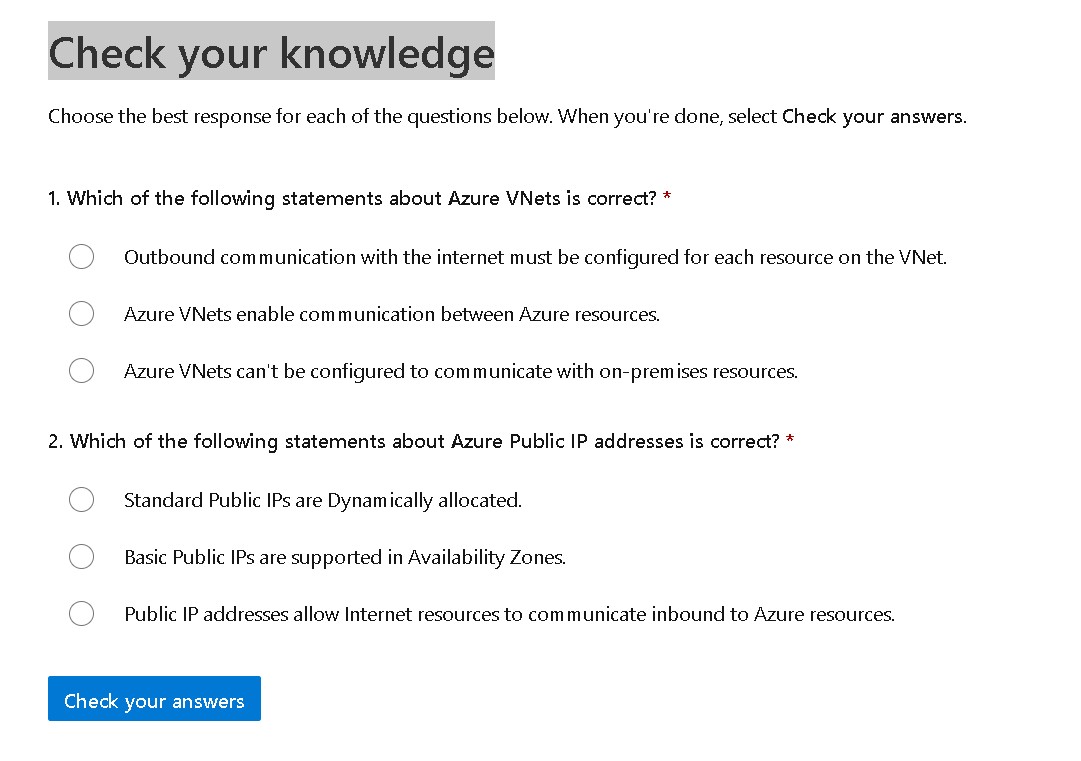 Check your knowledge
Choose the best response for each of the questions below. When you're done, select Check your answers.
1. Which of the following statements about Azure VNets is correct? *
Outbound communication with the internet must be configured for each resource on the VNet.
Azure VNets enable communication between Azure resources.
Azure VNets can't be configured to communicate with on-premises resources.
2. Which of the following statements about Azure Public IP addresses is correct? *
Standard Public IPs are Dynamically allocated.
Basic Public IPs are supported in Availability Zones.
Public IP addresses allow Internet resources to communicate inbound to Azure resources.
Check your answers